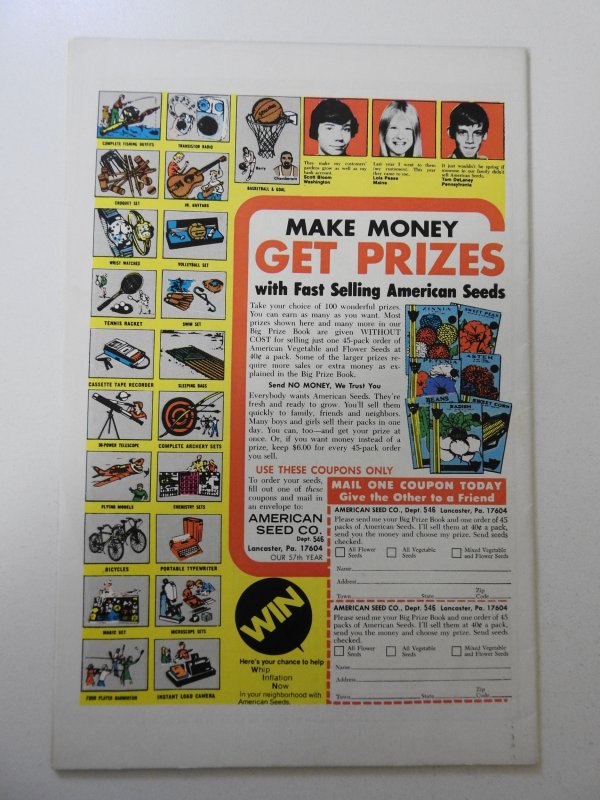 COMPLETE FISHING OUTFITS
TRANSISTOR RADIO
CROQUET SET
JR. GUITARS
WRIST WATCHES
VOLLEYBALL SET
TENNIS RACKET
SWIM SET
CASSETTE TAPE RECORDER
SLEEPING BAGS
30-POWER TELESCOPE
COMPLETE ARCHERY SETS
FLYING MODELS
CHEMISTRY SETS
BICYCLES
PORTABLE TYPEWRITER
MAGIC SET
MICROSCOPE SETS
FOUR PLAYER BADMINTON
INSTANT LOAD CAMERA
Barry
Chamberlain
BASKETBALL & GOAL
They make my customers'
gardens grow as well as my
bank account.
Scott Bloom
Washington
Last year I went to them
(my customers). This year
they came to me.
Lola Pease
Maine
It just wouldn't be spring if
someone in our family didn't
sell American Seeds.
Tom DeLaney
Pennsylvania
MAKE MONEY
GET PRIZES
with Fast Selling American Seeds
Take your choice of 100 wonderful prizes.
You can earn as many as you want. Most
prizes shown here and many more in our
Big Prize Book are given WITHOUT
COST for selling just one 45-pack order of
American Vegetable and Flower Seeds at
40¢ a pack. Some of the larger prizes re-
quire more sales or extra money as ex-
plained in the Big Prize Book.
Send NO MONEY, We Trust You
Everybody wants American Seeds. They're
fresh and ready to grow. You'll sell them
quickly to family, friends and neighbors.
Many boys and girls sell their packs in one
day. You can, too—and get your prize at
once. Or, if you want money instead of a
prize, keep $6.00 for every 45-pack order
you sell.
ZINNIA
SWEET PEAS
ASTER
BEANS
RADISH
SWEET CORN
USE THESE COUPONS ONLY
To order your seeds,
fill out one of these
coupons and mail in
an envelope to:
AMERICAN
SEED CO.
Dept. 546
Lancaster, Pa. 17604
OUR 57th YEAR
MAIL ONE COUPON TODAY
Give the Other to a Friend
AMERICAN SEED CO., Dept. 546 Lancaster, Pa. 17604
Please send me your Big Prize Book and one order of 45
packs of American Seeds. I'll sell them at 40¢ a pack,
send you the money and choose my prize. Send seeds
checked.
All Flower Seeds
All Vegetable Seeds
Mixed Vegetable and Flower Seeds
Name
Address
Town State Zip Code
AMERICAN SEED CO., Dept. 546 Lancaster, Pa. 17604
Please send me your Big Prize Book and one order of 45
packs of American Seeds. I'll sell them at 40¢ a pack,
send you the money and choose my prize. Send seeds
checked.
All Flower Seeds
All Vegetable Seeds
Mixed Vegetable and Flower Seeds
Name
Address
Town State Zip Code
WIN
Here's your chance to help
Whip
Inflation
Now
in your neighborhood with
American Seeds.